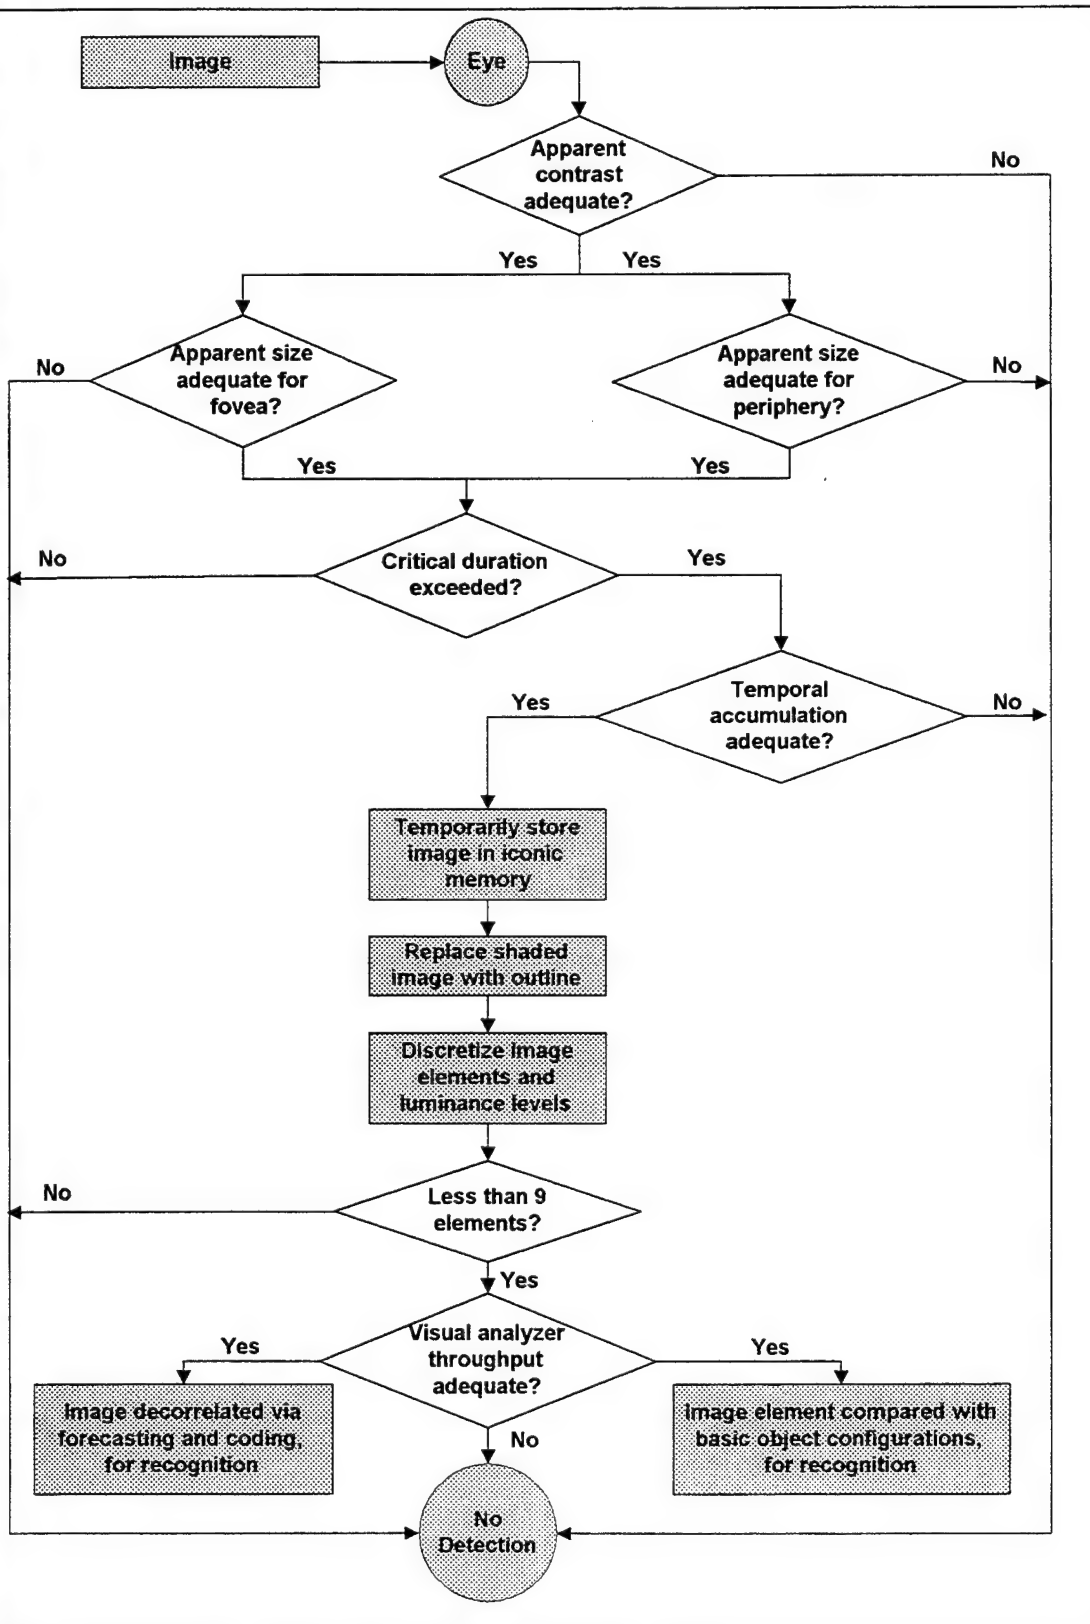 Image
Eye
Apparent
contrast
adequate?
No
Yes
Yes
Apparent size
adequate for
fovea?
No
Apparent size
adequate for
periphery?
No
Yes
Yes
Critical duration
exceeded?
No
Yes
Temporal
accumulation
adequate?
Yes
No
Temporarily store
image in iconic
memory
Replace shaded
image with outline
Discretize image
elements and
luminance levels
Less than 9
elements?
No
Yes
Visual analyzer
throughput
adequate?
Yes
Yes
Image decorrelated via
forecasting and coding,
for recognition
Image element compared with
basic object configurations,
for recognition
No
No
Detection